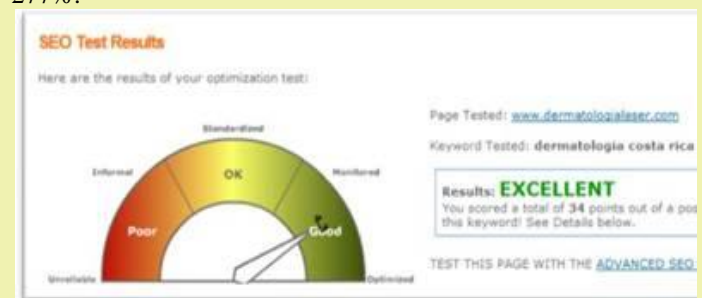 277%.
SEO Test Results
Here are the results of your optimization test:
Standardized
Informal
OK
Monitored
Poor
Good
Unreliable
Optimized
Page Tested: www.dermatologialaser.com
Keyword Tested: dermatologia costa rica
Results: EXCELLENT
You scored a total of 34 points out of a pos
this keyword! See Details below.
TEST THIS PAGE WITH THE ADVANCED SEO